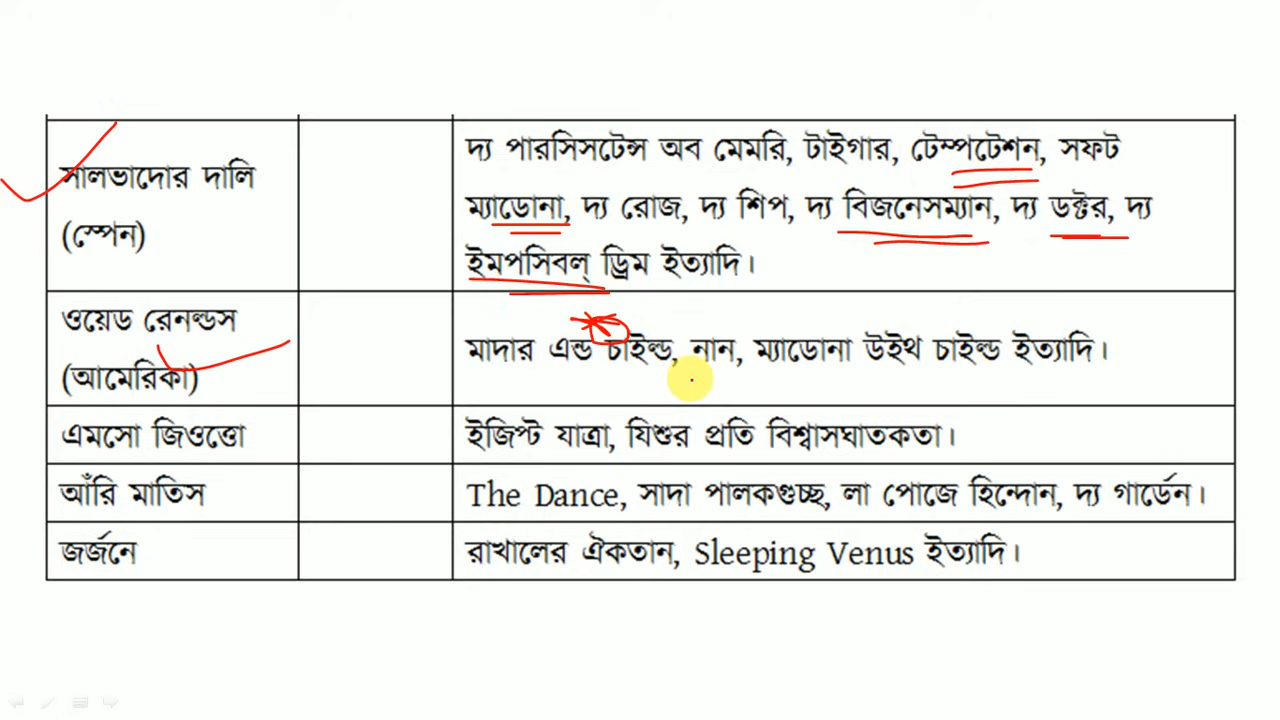 সালভাদোর দালি
(স্পেন)
দ্য পারসিসটেন্স অব মেমরি, টাইগার, টেম্পটেশন, সফট
ম্যাডোনা, দ্য রোজ, দ্য শিপ, দ্য বিজনেসম্যান, দ্য ডক্টর, দ্য
ইমপসিবল্ ড্রিম ইত্যাদি।
ওয়েড রেনল্ডস
(আমেরিকা)
মাদার এন্ড চাইল্ড, নান, ম্যাডোনা উইথ চাইল্ড ইত্যাদি।
এমসো জিওত্তো
ইজিপ্ট যাত্রা, যিশুর প্রতি বিশ্বাসঘাতকতা।
আঁরি মাতিস
The Dance, সাদা পালকগুচ্ছ, লা পোজে হিন্দোন, দ্য গার্ডেন।
জর্জনে
রাখালের ঐকতান, Sleeping Venus ইত্যাদি।